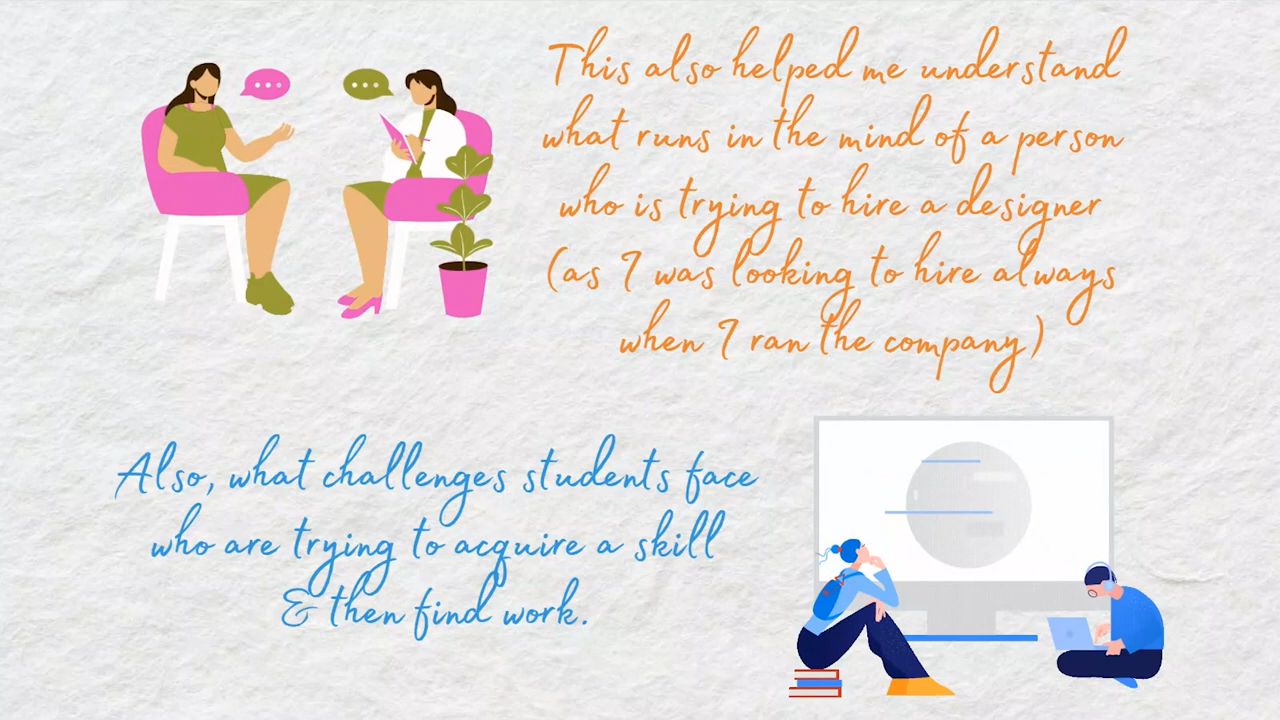 This also helped me understand
what runs in the mind of a person
who is trying to hire a designer
(as I was looking to hire always
when I ran the company)
Also, what challenges students face
who are trying to acquire a skill
& then find work.